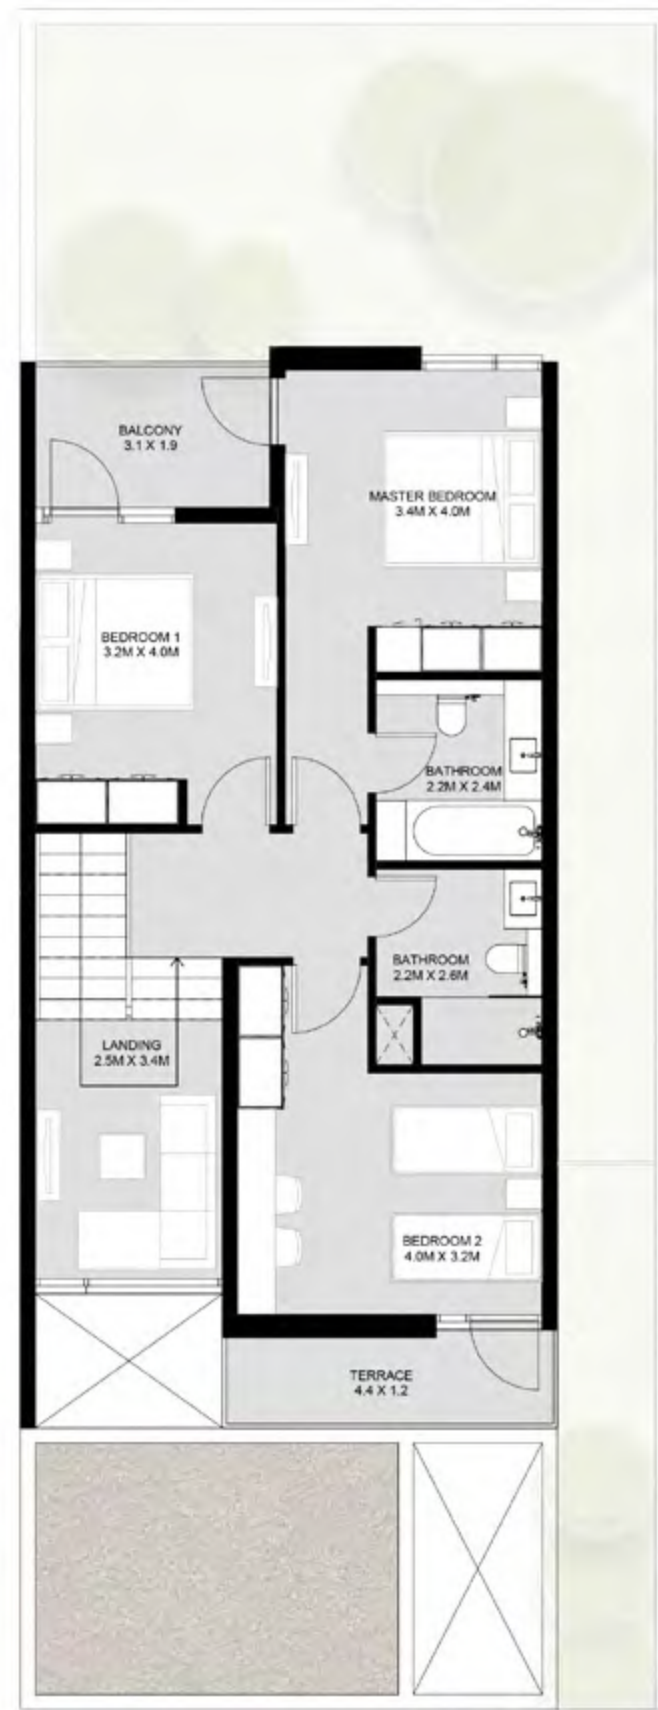 BALCONY
3.1 X 1.9
MASTER BEDROOM
3.4M X 4.0M
BEDROOM 1
3.2M X 4.0M
BATHROOM
2.2M X 2.4M
BATHROOM
2.2M X 2.6M
LANDING
2.5M X 3.4M
X
BEDROOM 2
4.0M X 3.2M
TERRACE
4.4 X 1.2